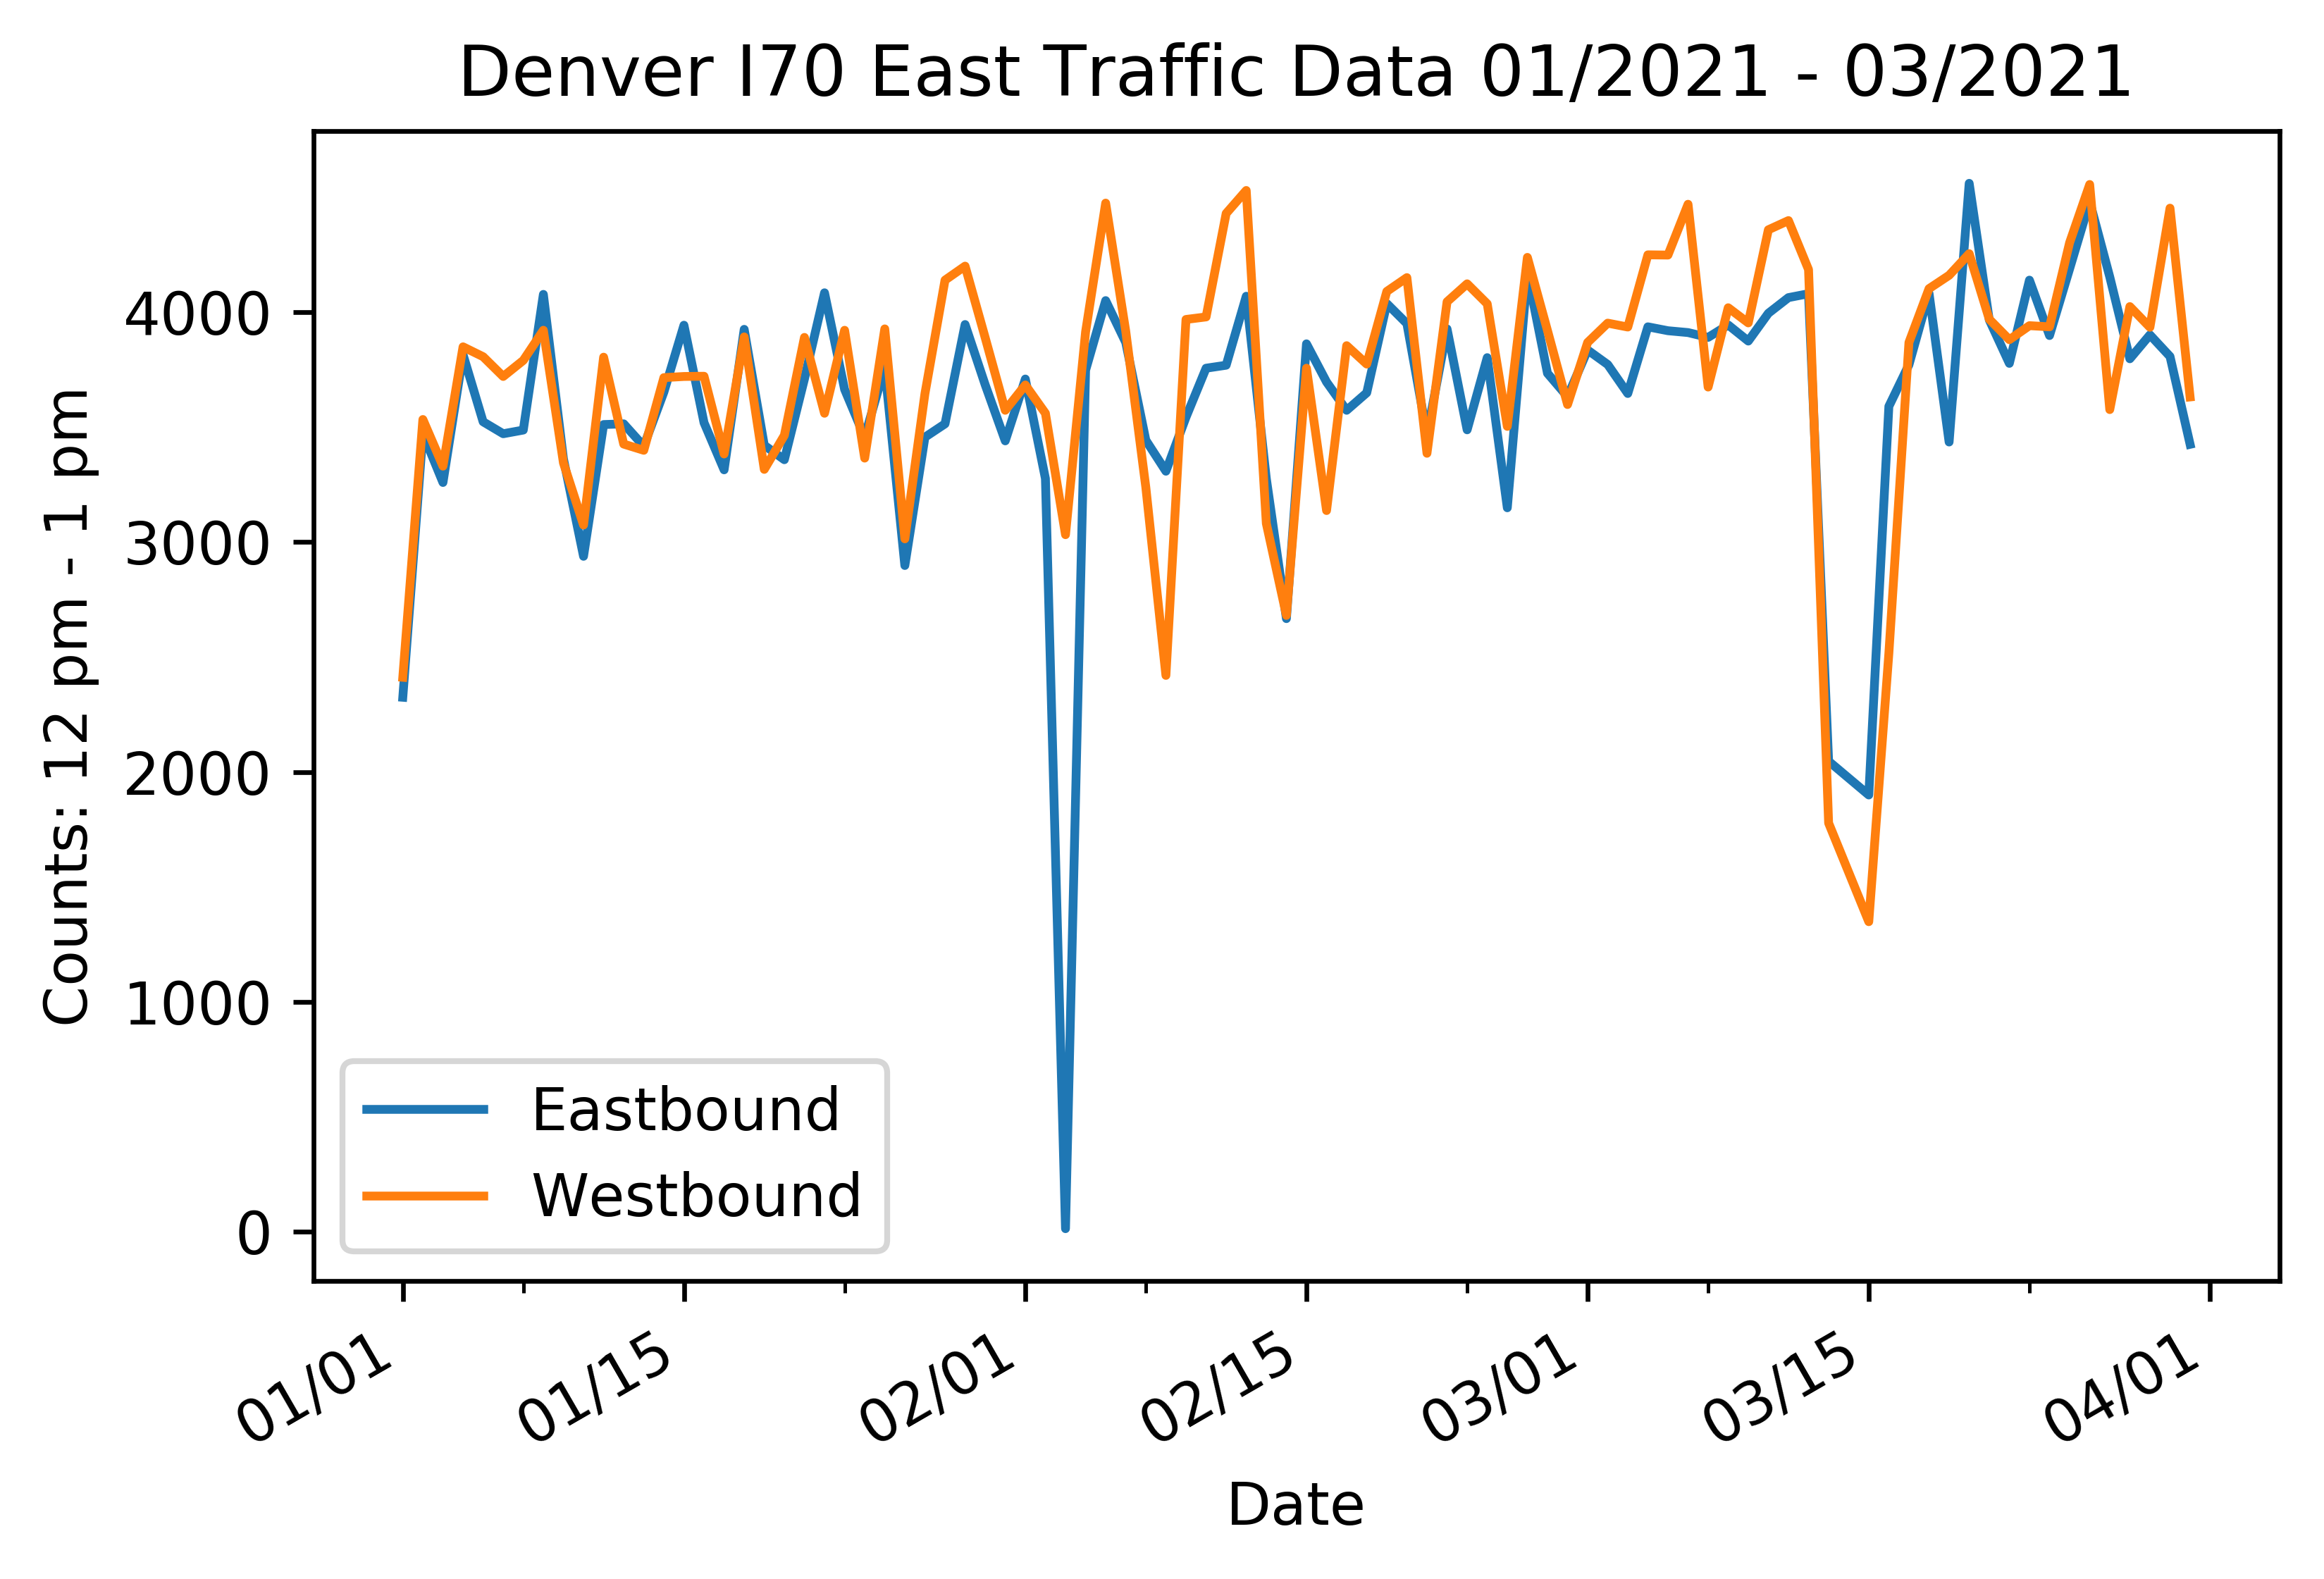 Denver I70 East Traffic Data 01/2021 - 03/2021
Counts: 12 pm - 1 pm
4000
3000
2000
1000
0
Eastbound
Westbound
01/01
01/15
02/01
02/15
03/01
03/15
04/01
Date